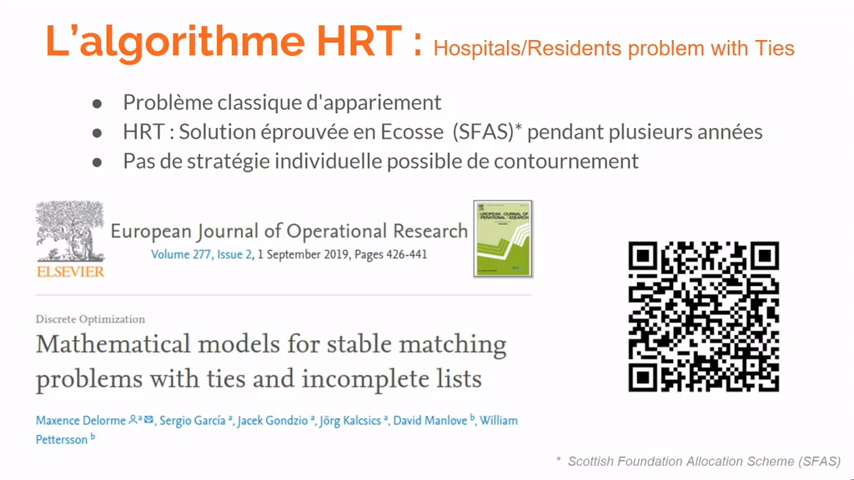 L'algorithme HRT : Hospitals/Residents problem with Ties
● Problème classique d'appariement
● HRT : Solution éprouvée en Ecosse (SFAS)* pendant plusieurs années
● Pas de stratégie individuelle possible de contournement
European Journal of Operational Research
Volume 277, Issue 2, 1 September 2019, Pages 426-441
ELSEVIER
Discrete Optimization
Mathematical models for stable matching
problems with ties and incomplete lists
Maxence Delorme a, Sergio García a, Jacek Gondzio a, Jörg Kalcsics a, David Manlove b, William
Pettersson b
* Scottish Foundation Allocation Scheme (SFAS)